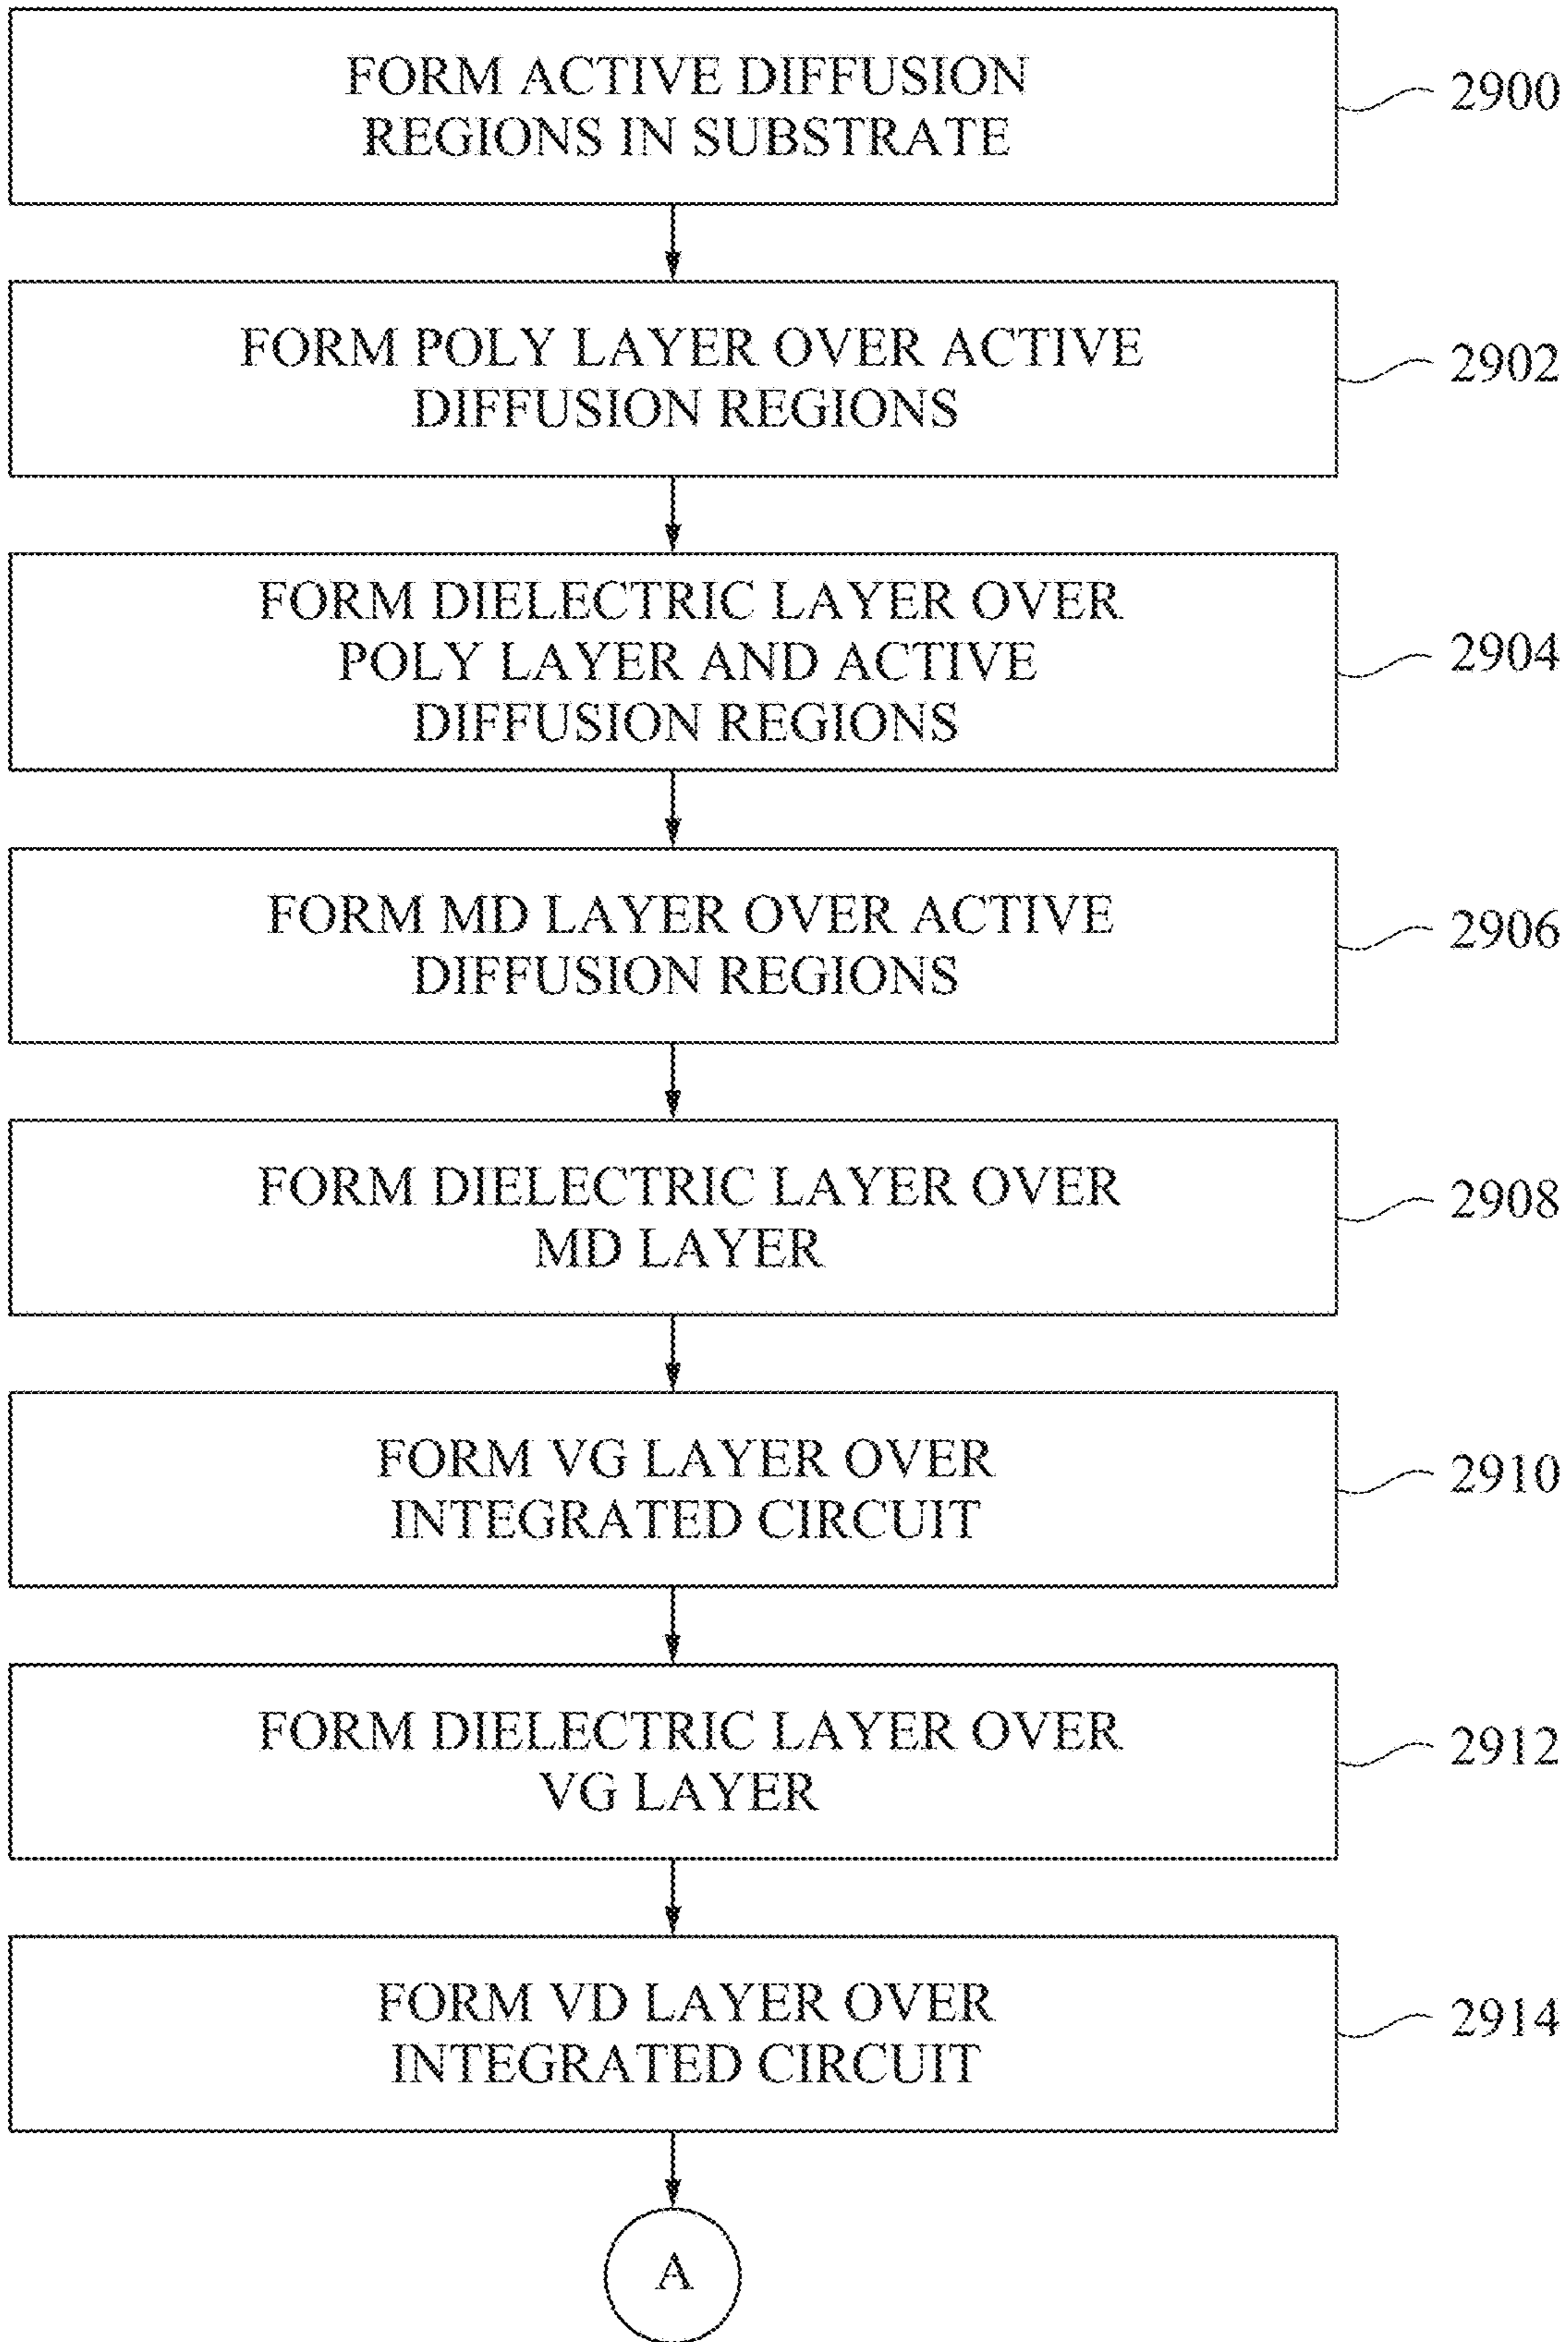 FORM ACTIVE DIFFUSION
REGIONS IN SUBSTRATE
2900
FORM POLY LAYER OVER ACTIVE
DIFFUSION REGIONS
2902
FORM DIELECTRIC LAYER OVER
POLY LAYER AND ACTIVE
DIFFUSION REGIONS
2904
FORM MD LAYER OVER ACTIVE
DIFFUSION REGIONS
2906
FORM DIELECTRIC LAYER OVER
MD LAYER
2908
FORM VG LAYER OVER
INTEGRATED CIRCUIT
2910
FORM DIELECTRIC LAYER OVER
VG LAYER
2912
FORM VD LAYER OVER
INTEGRATED CIRCUIT
2914
A